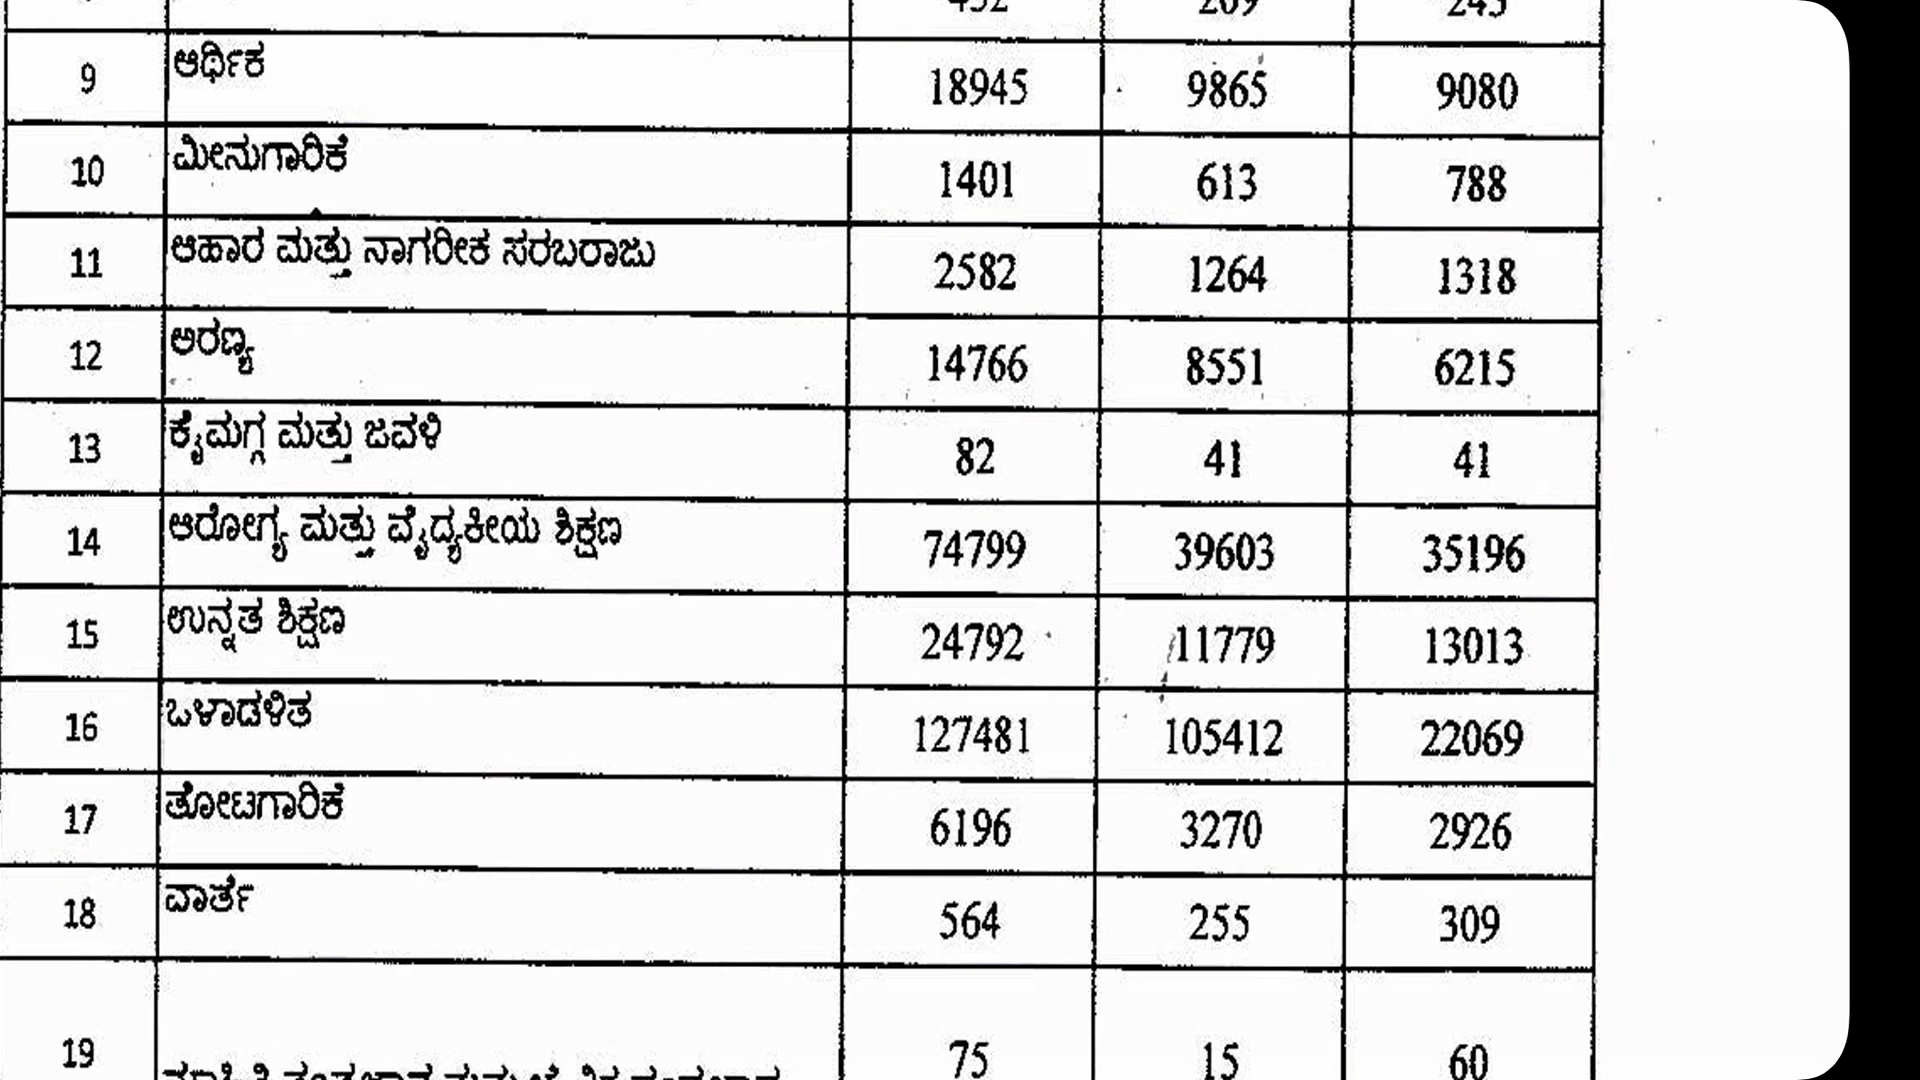 9 ಆರ್ಥಿಕ 18945 9865 9080
10 ಮೀನುಗಾರಿಕೆ 1401 613 788
11 ಆಹಾರ ಮತ್ತು ನಾಗರೀಕ ಸರಬರಾಜು 2582 1264 1318
12 ಅರಣ್ಯ 14766 8551 6215
13 ಕೈಮಗ್ಗ ಮತ್ತು ಜವಳಿ 82 41 41
14 ಆರೋಗ್ಯ ಮತ್ತು ವೈದ್ಯಕೀಯ ಶಿಕ್ಷಣ 74799 39603 35196
15 ಉನ್ನತ ಶಿಕ್ಷಣ 24792 11779 13013
16 ಒಳಾಡಳಿತ 127481 105412 22069
17 ತೋಟಗಾರಿಕೆ 6196 3270 2926
18 ವಾರ್ತೆ 564 255 309
19 75 15 60